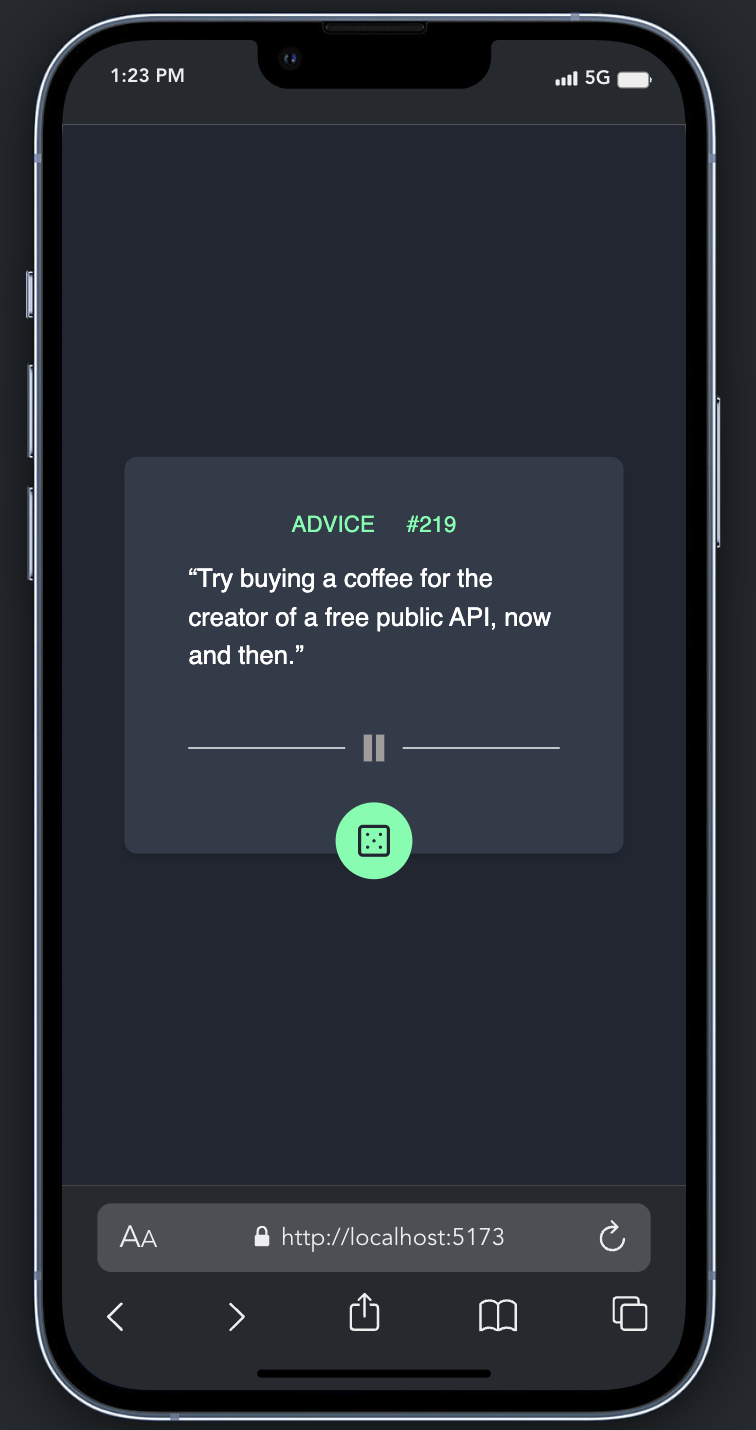 1:23 PM
5G
ADVICE #219
“Try buying a coffee for the
creator of a free public API, now
and then.”
AA
http://localhost:5173